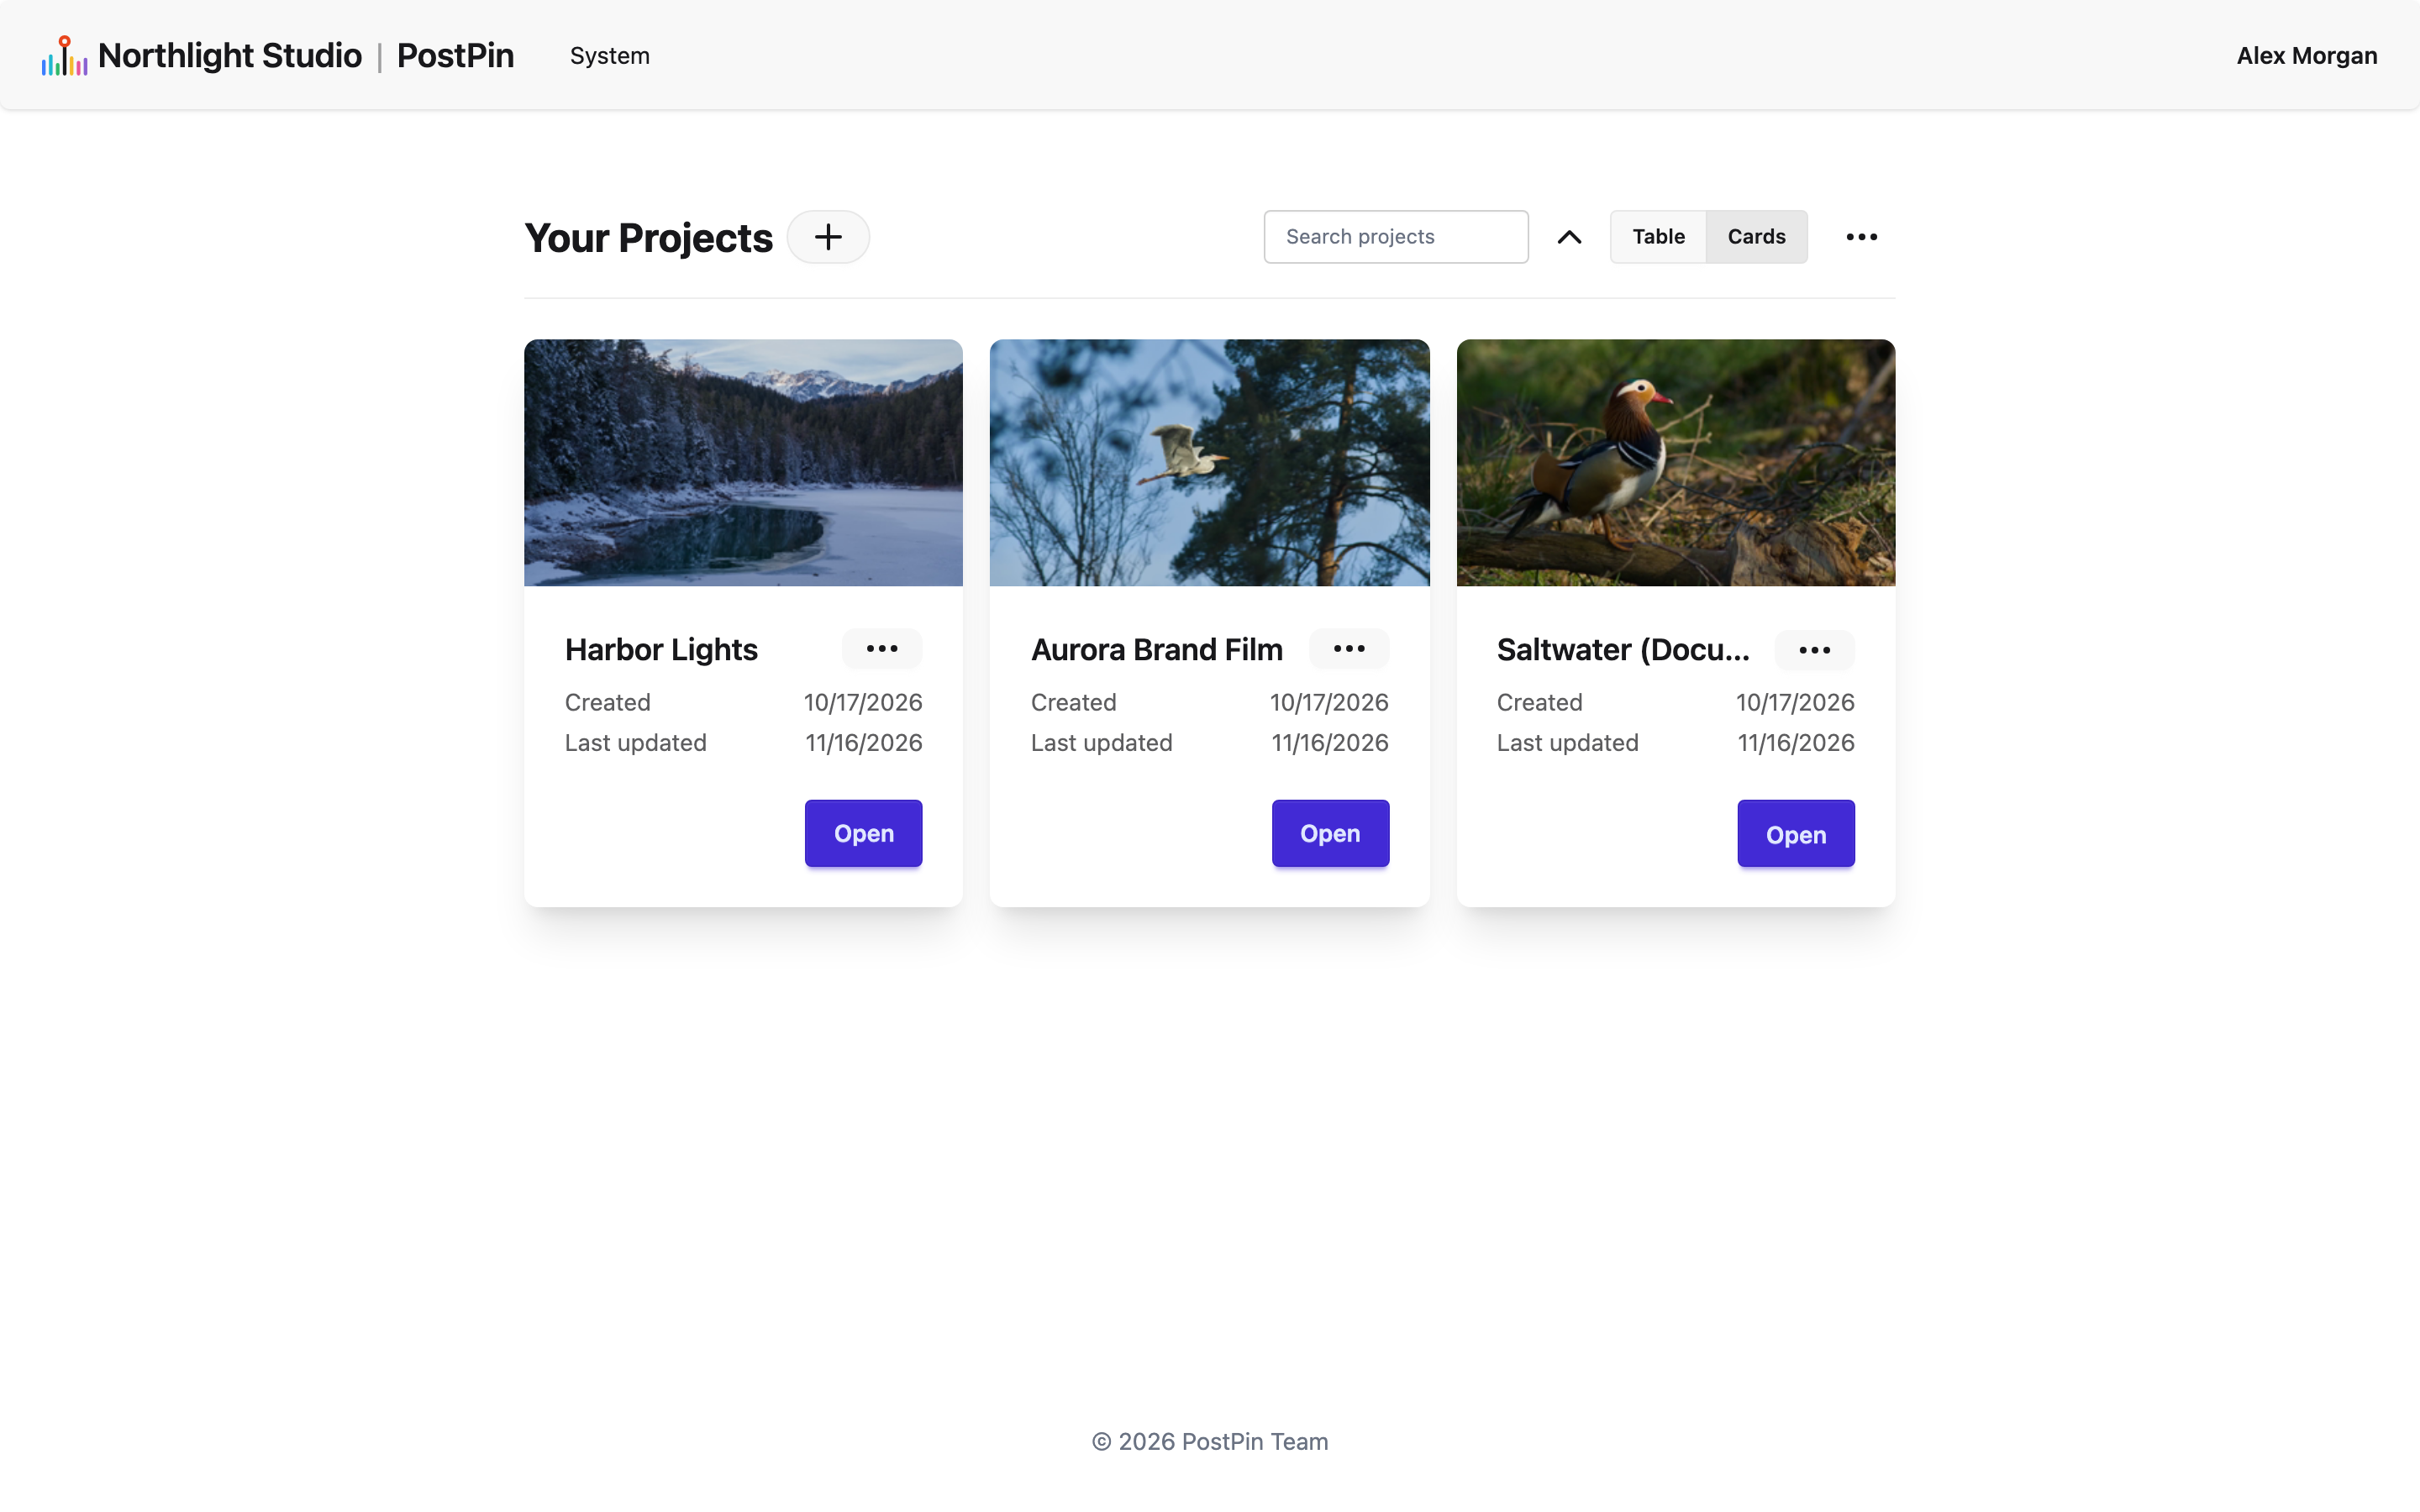 Northlight Studio | PostPin System Alex Morgan
Your Projects Search projects Table Cards
Harbor Lights
Created 10/17/2026
Last updated 11/16/2026
Open
Aurora Brand Film
Created 10/17/2026
Last updated 11/16/2026
Open
Saltwater (Docu...
Created 10/17/2026
Last updated 11/16/2026
Open
© 2026 PostPin Team